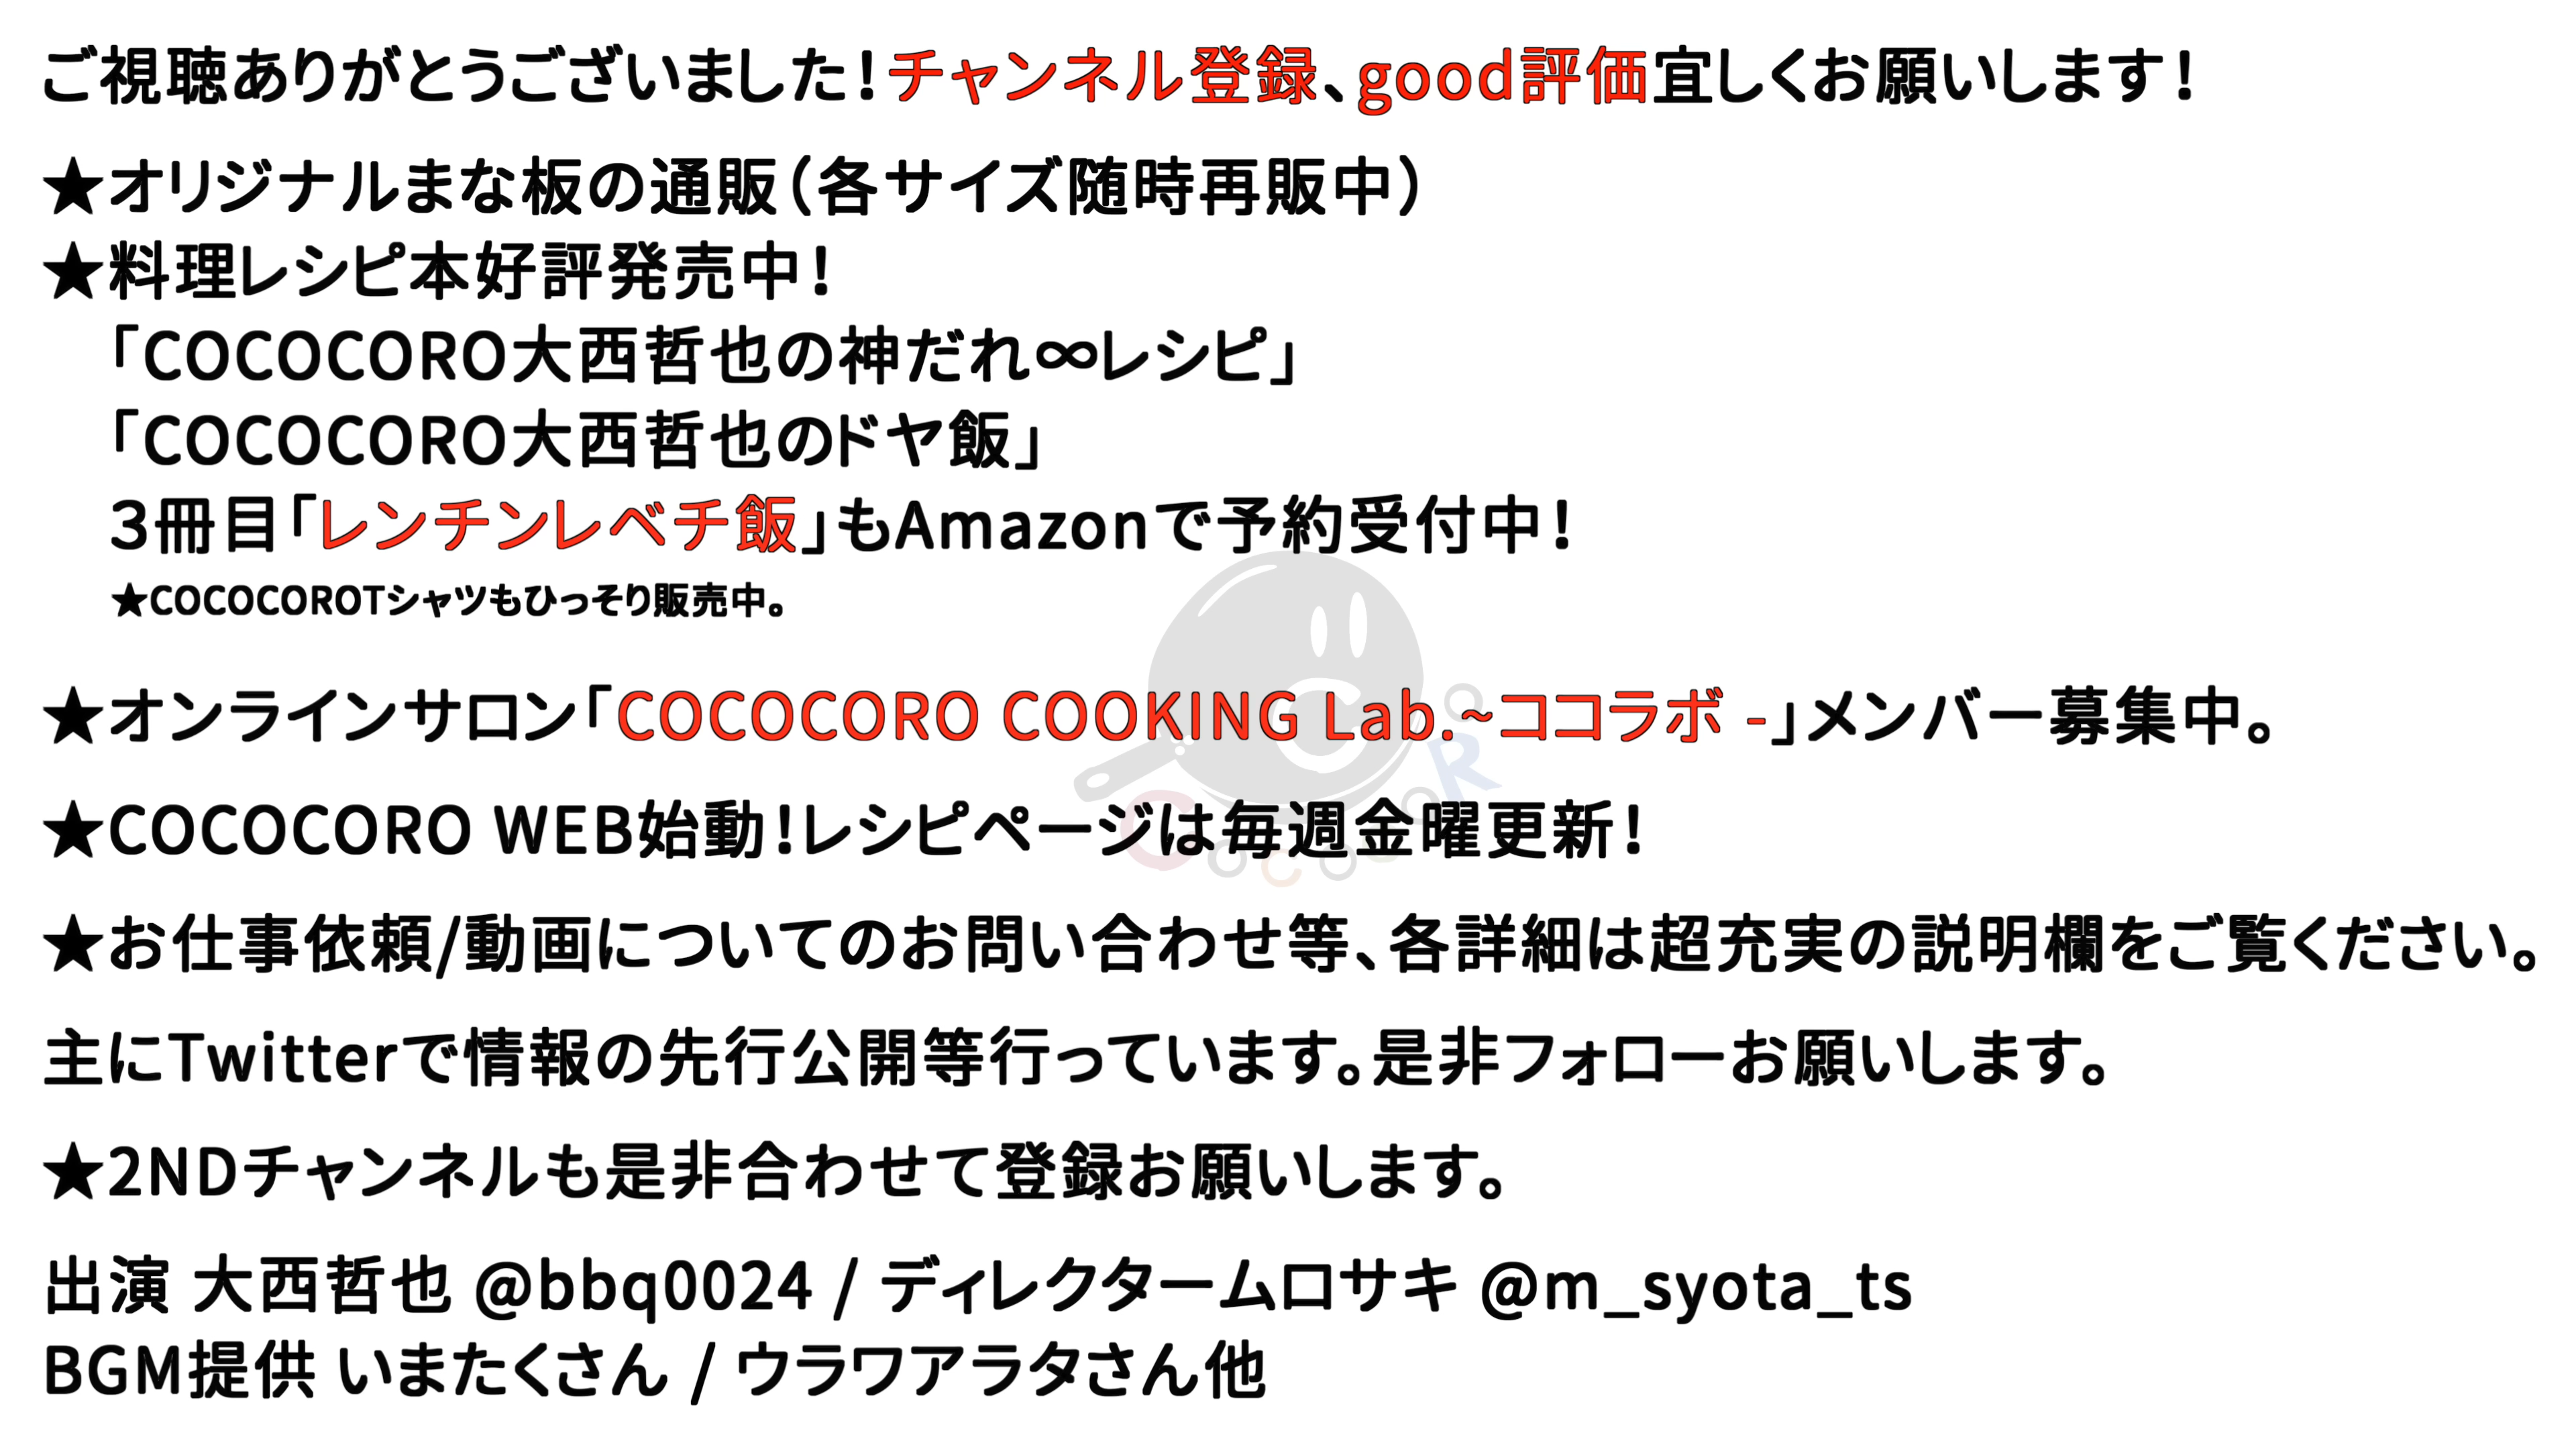 ご視聴ありがとうございました！チャンネル登録、good評価宜しくお願いします！
★オリジナルまな板の通販（各サイズ随時再販中）
★料理レシピ本好評発売中！
「COCOCORO大西哲也の神だれ∞レシピ」
「COCOCORO大西哲也のドヤ飯」
３冊目「レンチンレベチ飯」もAmazonで予約受付中！
★COCOCOROTシャツもひっそり販売中。
★オンラインサロン「COCOCORO COOKING Lab. ~ココラボ -」メンバー募集中。
★COCOCORO WEB始動！レシピページは毎週金曜更新！
★お仕事依頼/動画についてのお問い合わせ等、各詳細は超充実の説明欄をご覧ください。
主にTwitterで情報の先行公開等行っています。是非フォローお願いします。
★2NDチャンネルも是非合わせて登録お願いします。
出演 大西哲也 @bbq0024 / ディレクタームロサキ @m_syota_ts
BGM提供 いまたくさん / ウラワアラタさん他
CoCoCoRo